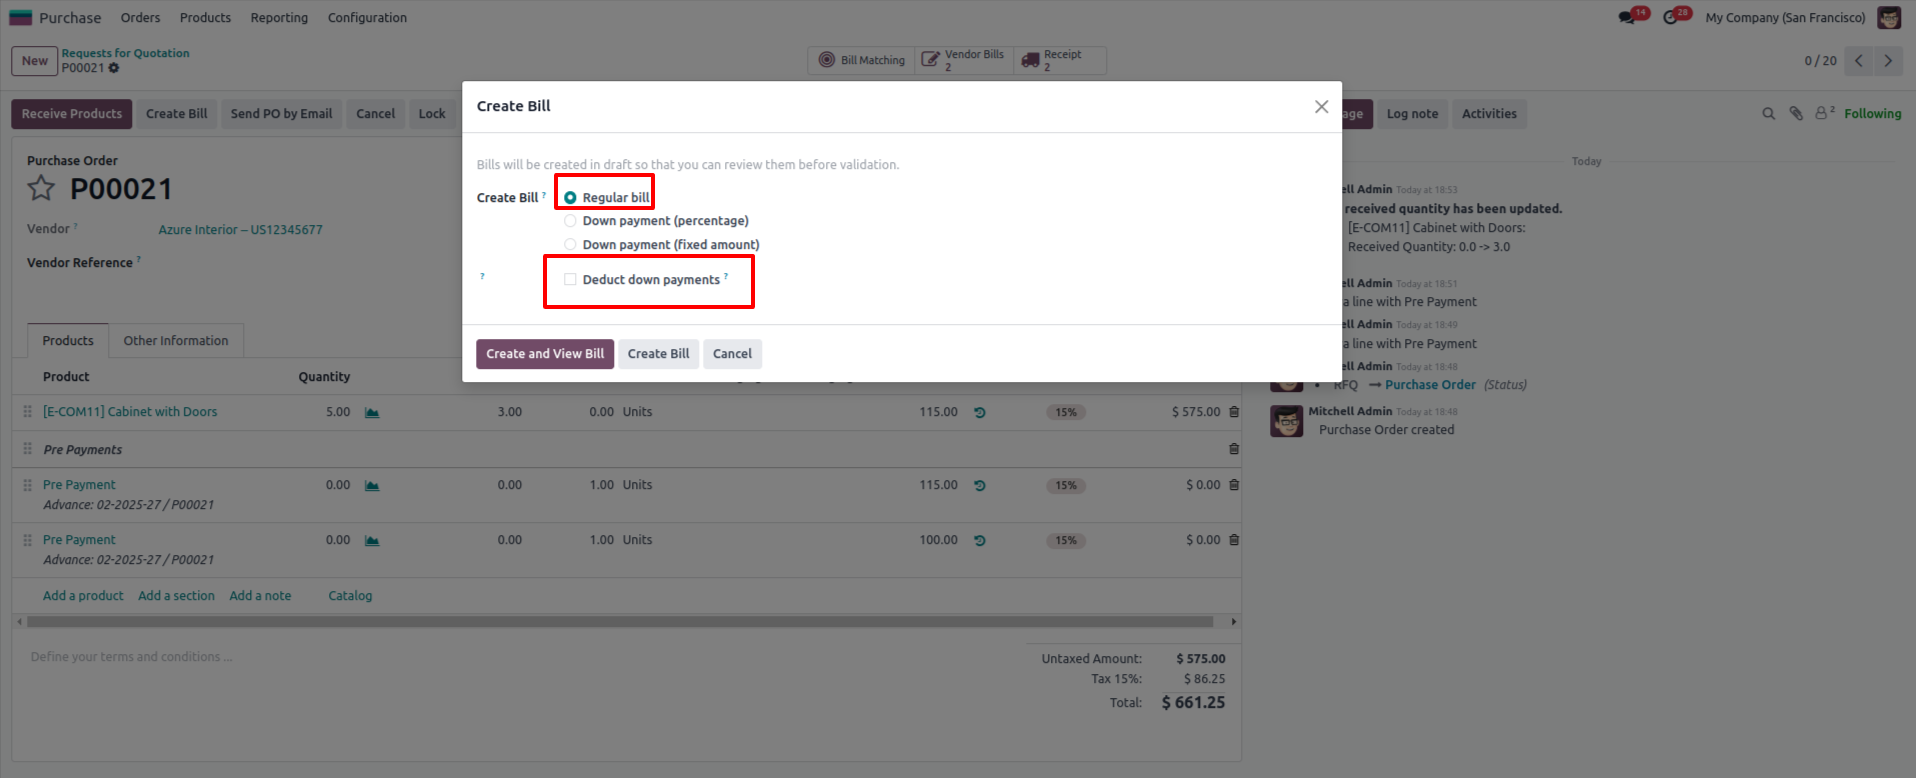 Purchase Orders Products Reporting Configuration 14 28 My Company (San Francisco)
New Requests for Quotation
P00021
Bill Matching Vendor Bills 2 Receipt 2 0 / 20
Receive Products Create Bill Send PO by Email Cancel Lock
age Log note Activities 2 Following
Create Bill
Bills will be created in draft so that you can review them before validation.
Create Bill ? Regular bill
Down payment (percentage)
Down payment (fixed amount)
? Deduct down payments ?
Create and View Bill Create Bill Cancel
Purchase Order
P00021
Vendor ? Azure Interior – US12345677
Vendor Reference ?
Products Other Information
Product Quantity
[E-COM11] Cabinet with Doors 5.00 3.00 0.00 Units 115.00 15% $ 575.00
Pre Payments
Pre Payment 0.00 0.00 1.00 Units 115.00 15% $ 0.00
Advance: 02-2025-27 / P00021
Pre Payment 0.00 0.00 1.00 Units 100.00 15% $ 0.00
Advance: 02-2025-27 / P00021
Add a product Add a section Add a note Catalog
Define your terms and conditions ...
Untaxed Amount: $ 575.00
Tax 15%: $ 86.25
Total: $ 661.25
Today
ell Admin Today at 18:53
received quantity has been updated.
[E-COM11] Cabinet with Doors:
Received Quantity: 0.0 -> 3.0
ell Admin Today at 18:51
a line with Pre Payment
ell Admin Today at 18:49
a line with Pre Payment
ell Admin Today at 18:48
• RFQ → Purchase Order (Status)
Mitchell Admin Today at 18:48
Purchase Order created